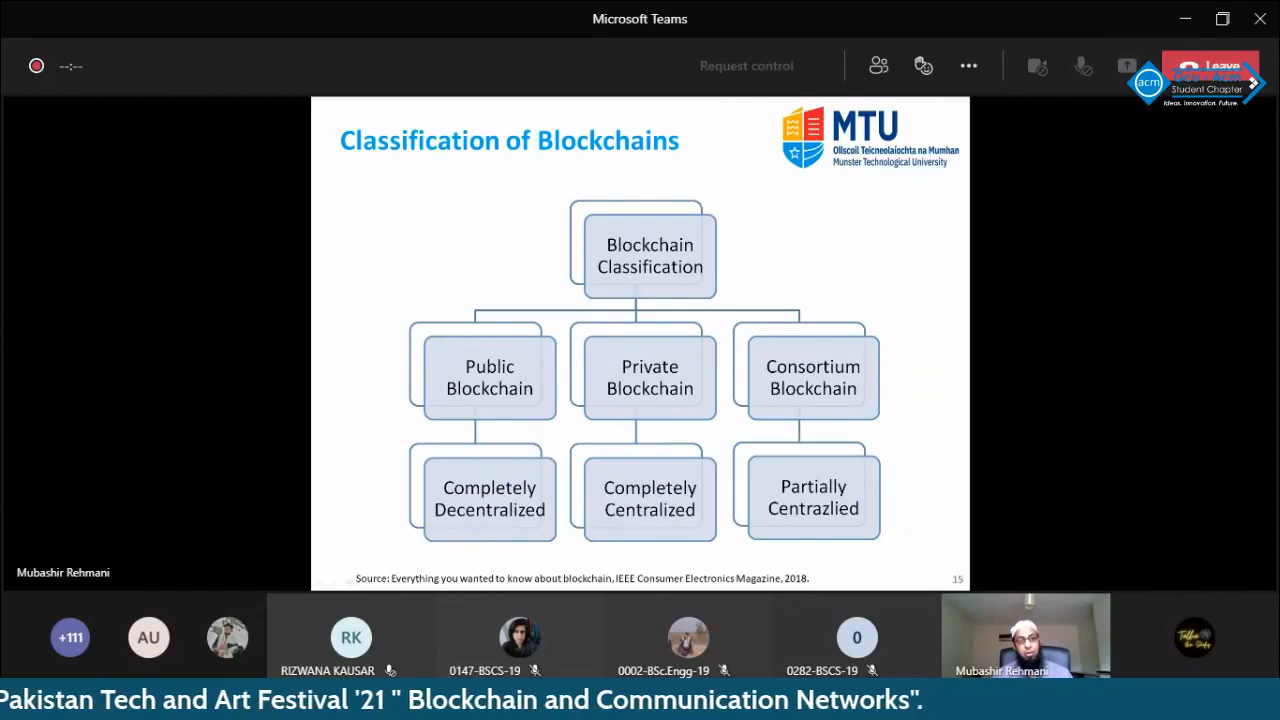 Microsoft Teams
--:--
Request control
Leave
acm
Student Chapter
Ideas. Innovation. Future.
Classification of Blockchains
MTU
Ollscoil Teicneolaíochta na Mumhan
Munster Technological University
Blockchain
Classification
Public
Blockchain
Private
Blockchain
Consortium
Blockchain
Completely
Decentralized
Completely
Centralized
Partially
Centrazlied
Source: Everything you wanted to know about blockchain, IEEE Consumer Electronics Magazine, 2018.
15
Mubashir Rehmani
+111
AU
RK
0
RIZWANA KAUSAR
0147-BSCS-19
0002-BSc.Engg-19
0282-BSCS-19
Mubashir Rehmani
Pakistan Tech and Art Festival '21 " Blockchain and Communication Networks".